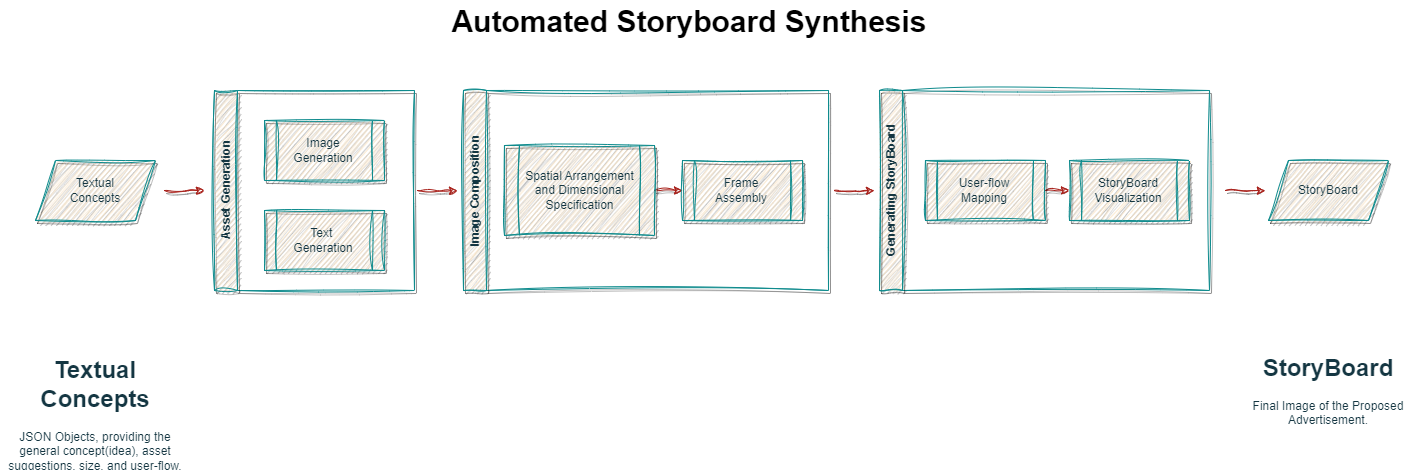 Automated Storyboard Synthesis
Textual
Concepts
Asset Generation
Image
Generation
Text
Generation
Image Composition
Spatial Arrangement
and Dimensional
Specification
Frame
Assembly
Generating StoryBoard
User-flow
Mapping
StoryBoard
Visualization
StoryBoard
Textual
Concepts
JSON Objects, providing the
general concept(idea), asset
suggestions, size, and user-flow.
StoryBoard
Final Image of the Proposed
Advertisement.